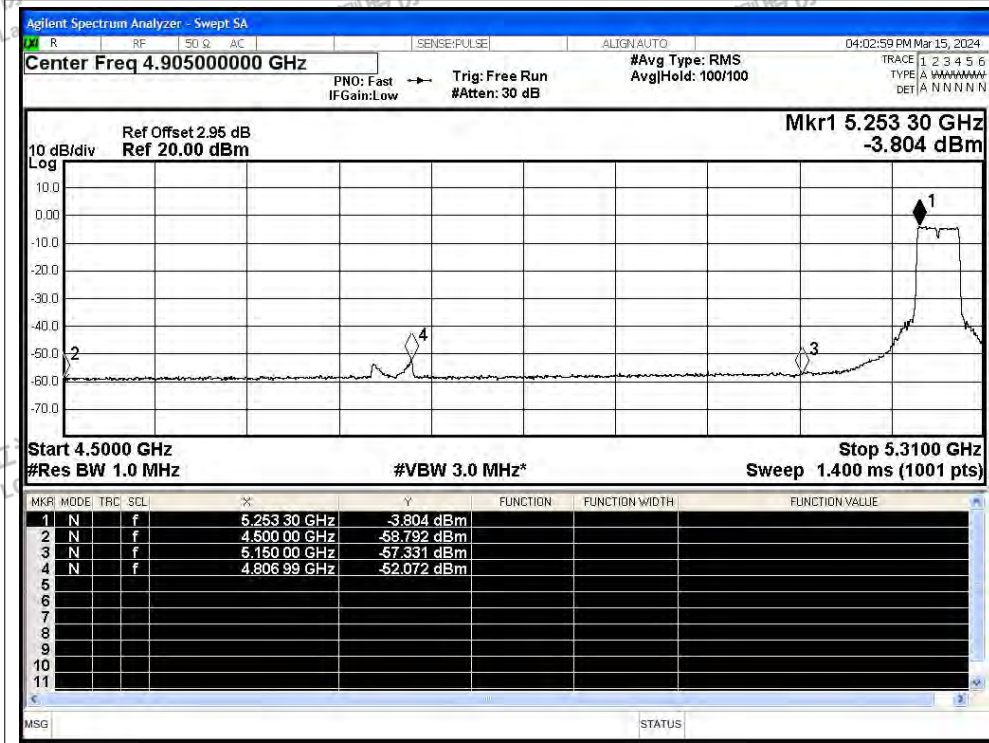 Agilent Spectrum Analyzer - Swept SA
R RF 50 Ω AC SENSE:PULSE ALIGN AUTO 04:02:59 PM Mar 15, 2024
Center Freq 4.905000000 GHz #Avg Type: RMS TRACE 1 2 3 4 5 6
PNO: Fast Trig: Free Run Avg|Hold: 100/100 TYPE A WWWWW
IFGain:Low #Atten: 30 dB DET A N N N N N
Ref Offset 2.95 dB Mkr1 5.253 30 GHz
10 dB/div Ref 20.00 dBm -3.804 dBm
Log
10.0
0.00
-10.0
-20.0
-30.0
-40.0
-50.0
-60.0
-70.0
1
2
4
3
Start 4.5000 GHz Stop 5.3100 GHz
#Res BW 1.0 MHz #VBW 3.0 MHz* Sweep 1.400 ms (1001 pts)
MKR MODE TRC SCL X Y FUNCTION FUNCTION WIDTH FUNCTION VALUE
1 N f 5.253 30 GHz -3.804 dBm
2 N f 4.500 00 GHz -58.792 dBm
3 N f 5.150 00 GHz -57.331 dBm
4 N f 4.806 99 GHz -52.072 dBm
5
6
7
8
9
10
11
MSG STATUS